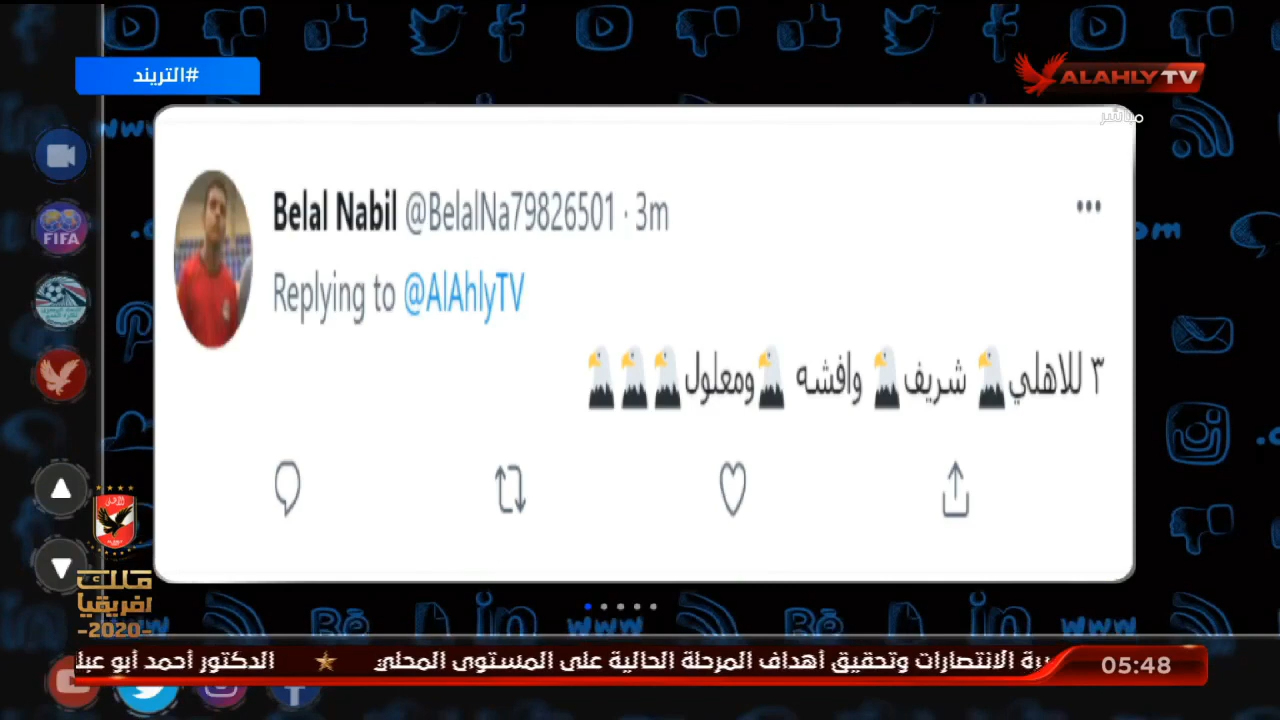 #التريند
ALAHLY TV
مباشر
Belal Nabil @BelalNa79826501 · 3m
Replying to @AlAhlyTV
٣ للاهلي🦅 شريف🦅 وافشه 🦅ومعلول🦅🦅🦅
FIFA
ملك
افريقيا
-2020-
الانتصارات وتحقيق أهداف المرحلة الحالية على المستوى المحلي
الدكتور أحمد أبو
05:48